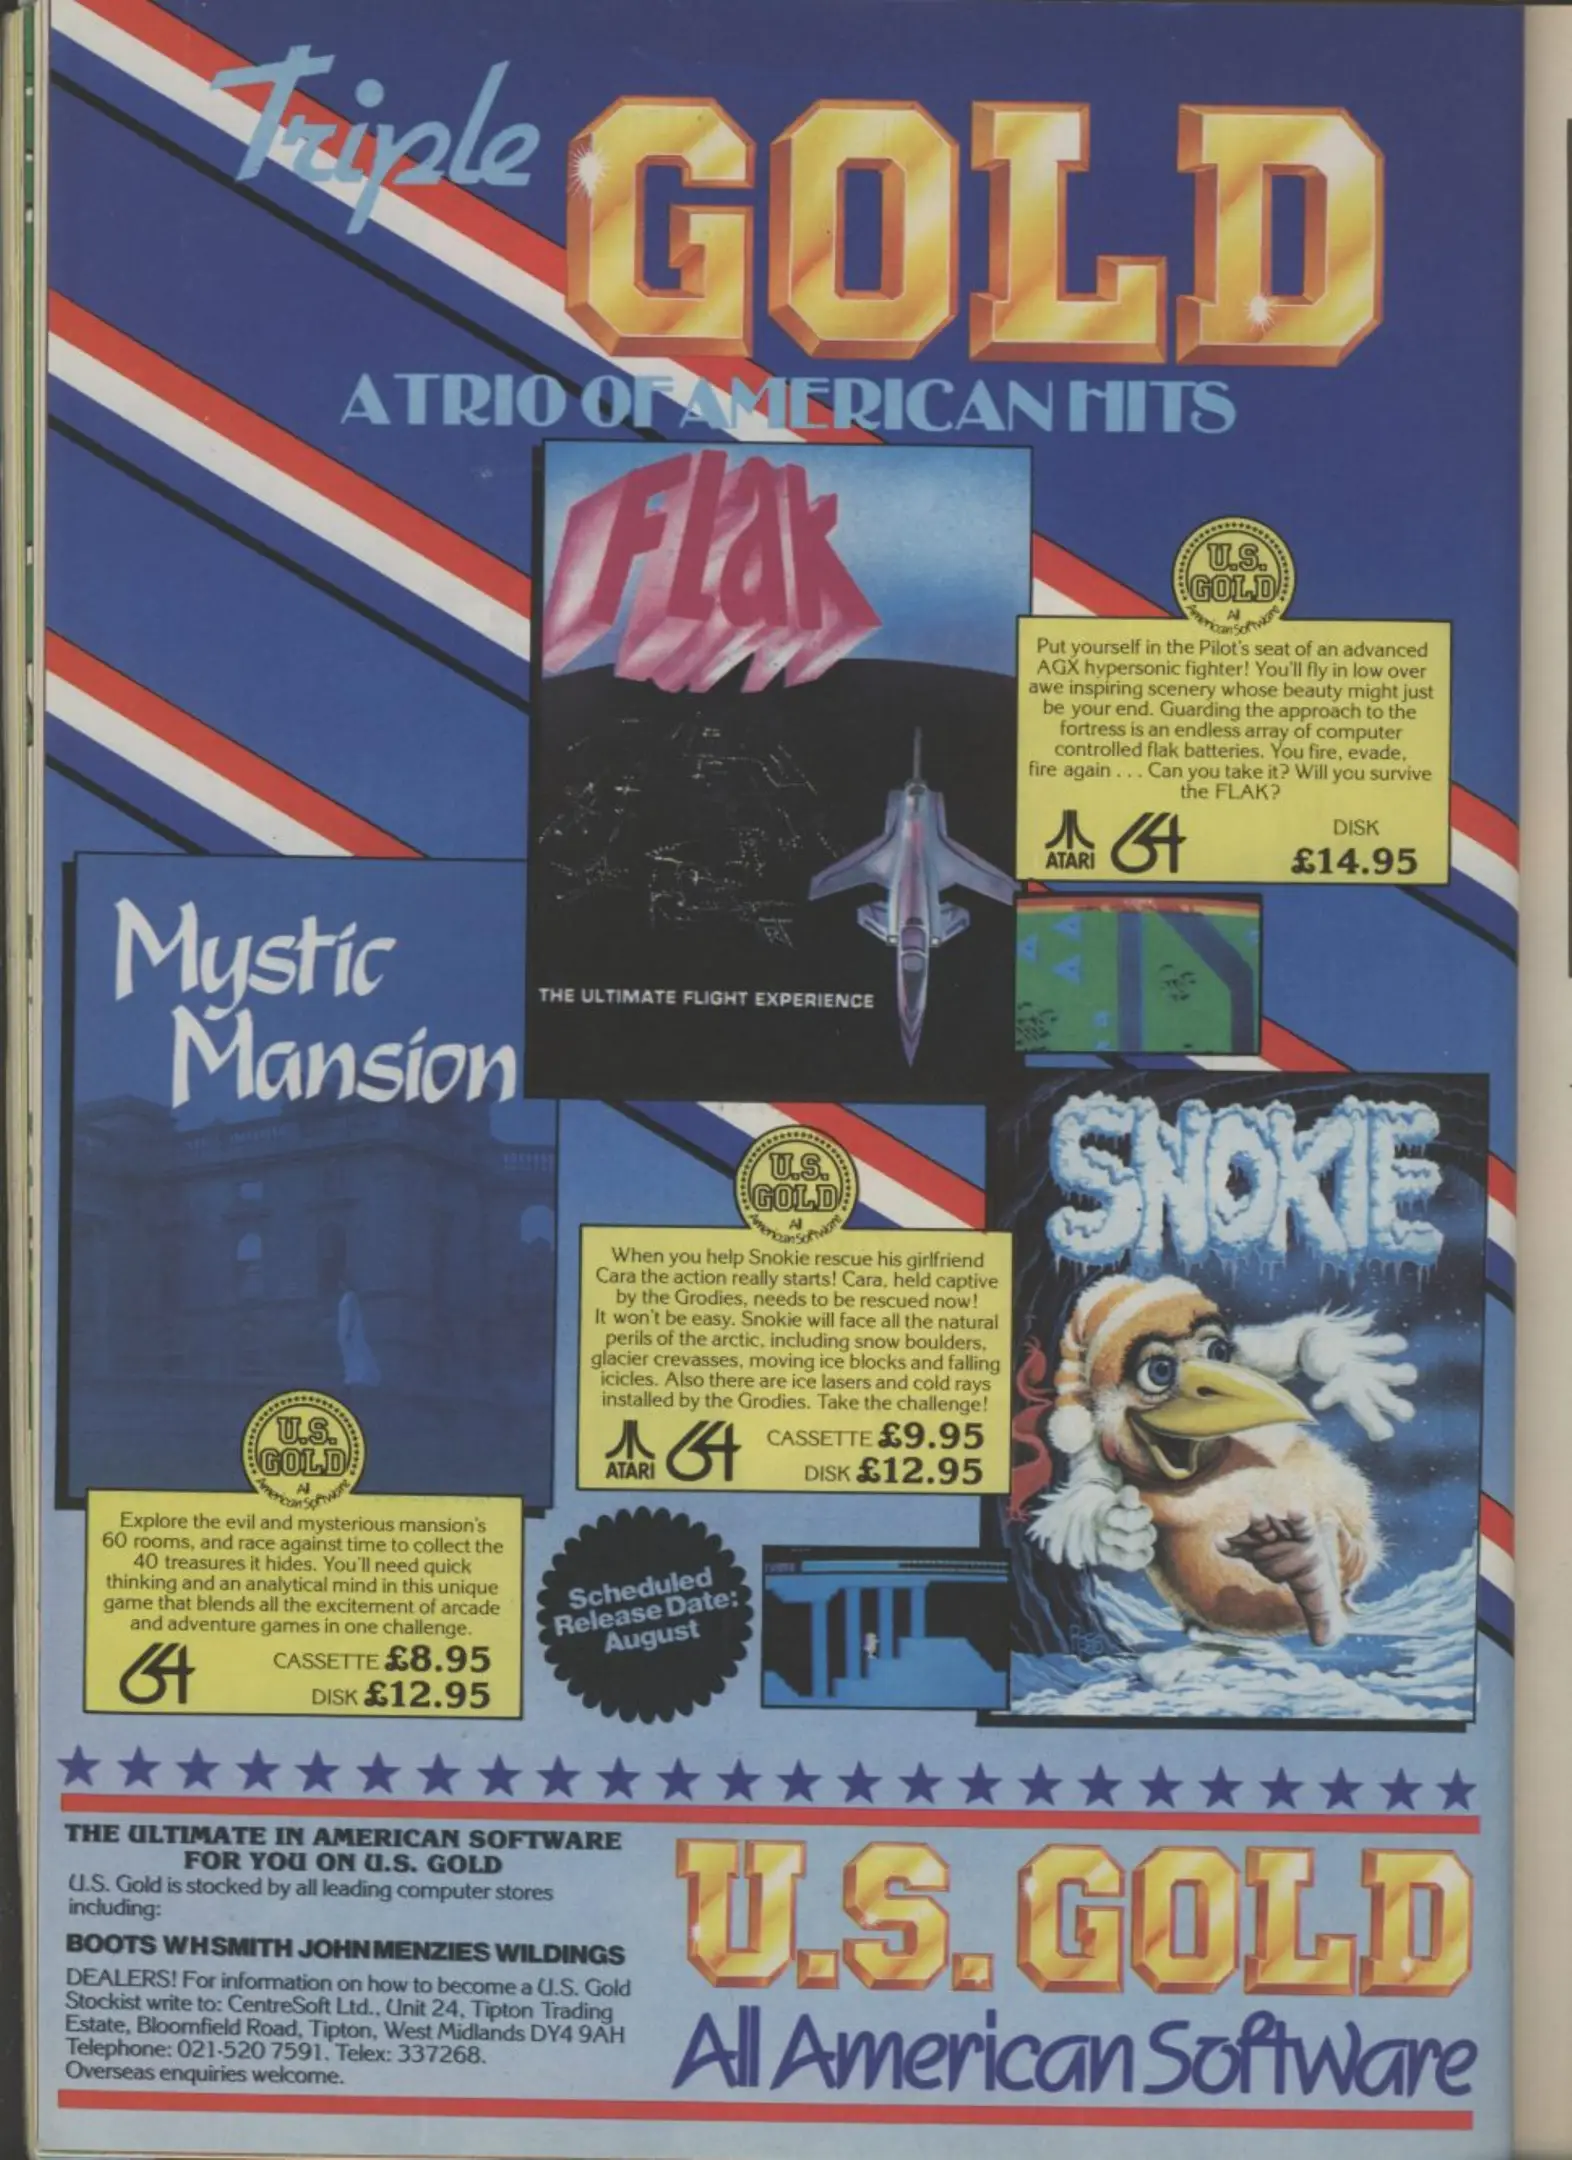 Triple GOLD
A TRIO OF AMERICAN HITS
Flak
THE ULTIMATE FLIGHT EXPERIENCE
U.S.
GOLD
All
American Software
Put yourself in the Pilot's seat of an advanced
AGX hypersonic fighter! You'll fly in low over
awe inspiring scenery whose beauty might just
be your end. Guarding the approach to the
fortress is an endless array of computer
controlled flak batteries. You fire, evade,
fire again . . . Can you take it? Will you survive
the FLAK?
ATARI 64 DISK
£14.95
Mystic
Mansion
U.S.
GOLD
All
American Software
Explore the evil and mysterious mansion's
60 rooms, and race against time to collect the
40 treasures it hides. You'll need quick
thinking and an analytical mind in this unique
game that blends all the excitement of arcade
and adventure games in one challenge.
64 CASSETTE £8.95
DISK £12.95
U.S.
GOLD
All
American Software
When you help Snokie rescue his girlfriend
Cara the action really starts! Cara, held captive
by the Grodies, needs to be rescued now!
It won't be easy. Snokie will face all the natural
perils of the arctic, including snow boulders,
glacier crevasses, moving ice blocks and falling
icicles. Also there are ice lasers and cold rays
installed by the Grodies. Take the challenge!
ATARI 64 CASSETTE £9.95
DISK £12.95
SNOKIE
Scheduled
Release Date:
August
THE ULTIMATE IN AMERICAN SOFTWARE
FOR YOU ON U.S. GOLD
U.S. Gold is stocked by all leading computer stores
including:
BOOTS WHSMITH JOHN MENZIES WILDINGS
DEALERS! For information on how to become a U.S. Gold
Stockist write to: CentreSoft Ltd., Unit 24, Tipton Trading
Estate, Bloomfield Road, Tipton, West Midlands DY4 9AH
Telephone: 021-520 7591. Telex: 337268.
Overseas enquiries welcome.
U.S. GOLD
All American Software